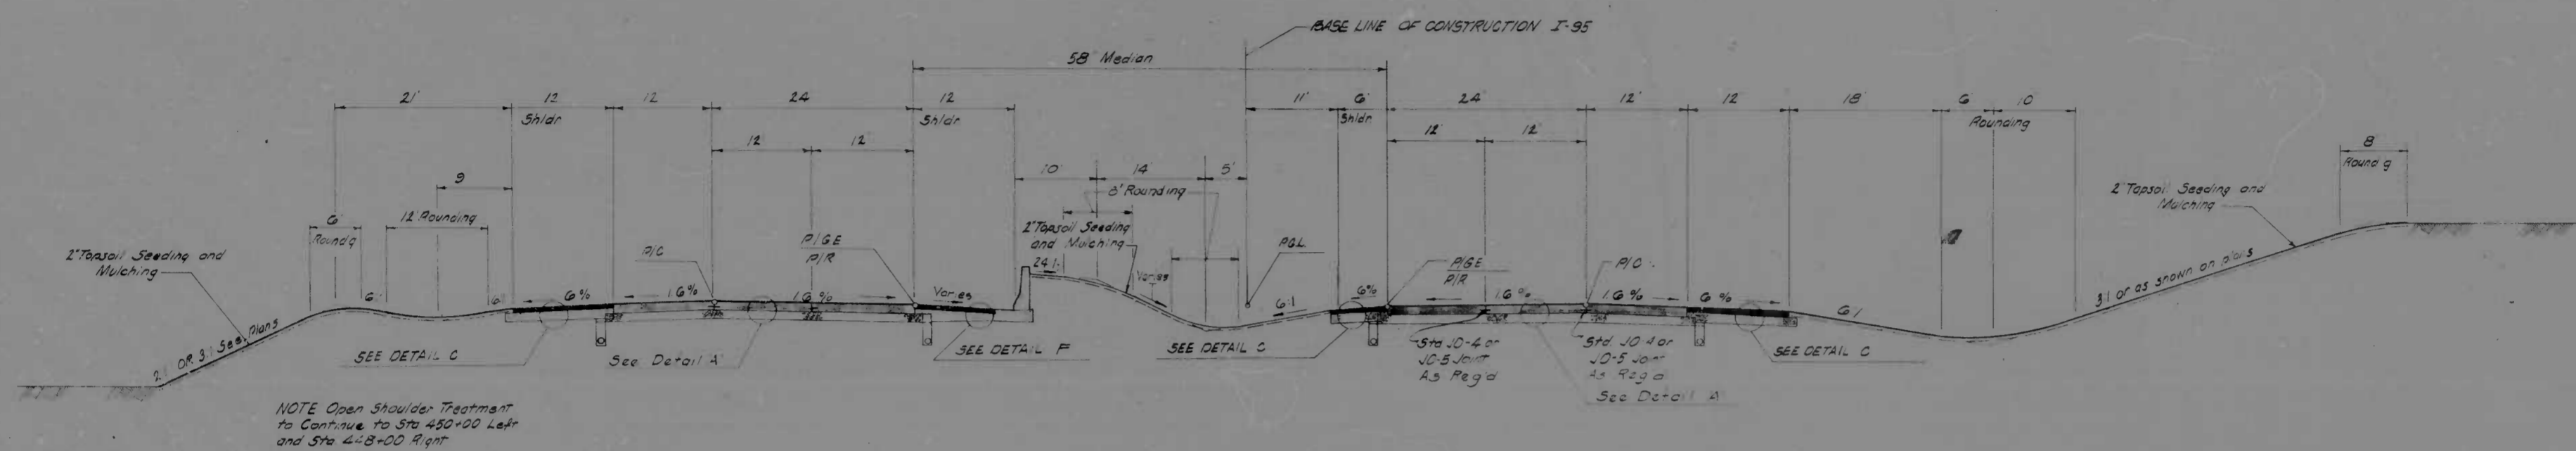 BASE LINE OF CONSTRUCTION I-95
58' Median
21'
12
12
24
12
11'
6'
24
12'
12
18'
6
10
Shldr.
Shldr.
Shldr.
Rounding
12
12
12'
12'
8'
Round'g
9
10'
14'
5'
8' Rounding
6'
Round'g
12' Rounding
2" Topsoil Seeding and
Mulching
2" Topsoil Seeding
and Mulching
2" Topsoil Seeding and
Mulching
P/C
P/GE
P/R
24:1
Varies
P.G.L.
P/GE
P/R
P/C
6%
1.6%
1.6%
Varies
6:1
6%
1.6%
1.6%
6%
6:1
3:1 or as shown on plans
2:1 OR 3:1 See Plans
SEE DETAIL C
See Detail A
SEE DETAIL F
SEE DETAIL C
Std JD-4 or
JD-5 Joint
As Req'd
Std. JD-4 or
JD-5 Joint
As Req'd
SEE DETAIL C
See Detail A
NOTE Open Shoulder Treatment
to Continue to Sta 450+00 Left
and Sta 448+00 Right